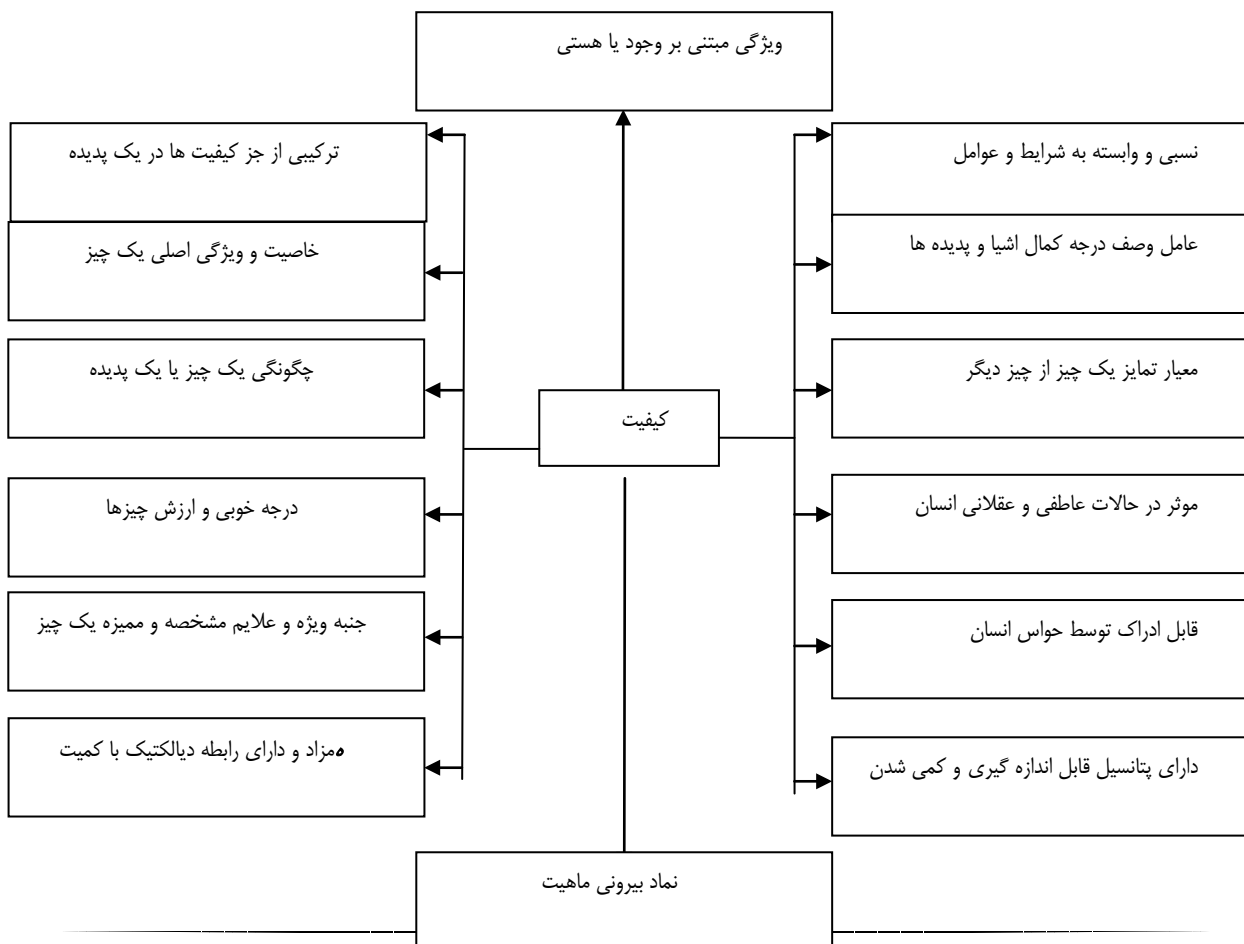 ویژگی مبتنی بر وجود یا هستی
نسبی و وابسته به شرایط و عوامل
ترکیبی از جز کیفیت ها در یک پدیده
عامل وصف درجه کمال اشیا و پدیده ها
خاصیت و ویژگی اصلی یک چیز
معیار تمایز یک چیز از چیز دیگر
چگونگی یک چیز یا یک پدیده
کیفیت
موثر در حالات عاطفی و عقلانی انسان
درجه خوبی و ارزش چیزها
قابل ادراک توسط حواس انسان
جنبه ویژه و علایم مشخصه و ممیزه یک چیز
دارای پتانسیل قابل اندازه گیری و کمی شدن
همزاد و دارای رابطه دیالکتیک با کمیت
نماد بیرونی ماهیت